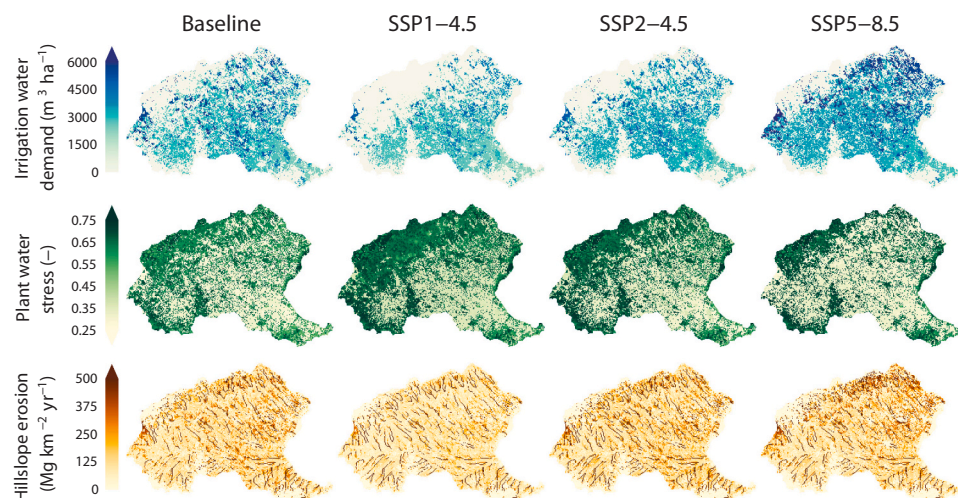 Baseline
SSP1−4.5
SSP2−4.5
SSP5−8.5
Irrigation water
demand (m³ ha⁻¹)
6000
4500
3000
1500
0
Plant water
stress (−)
0.75
0.65
0.55
0.45
0.35
0.25
Hillslope erosion
(Mg km⁻² yr⁻¹)
500
375
250
125
0